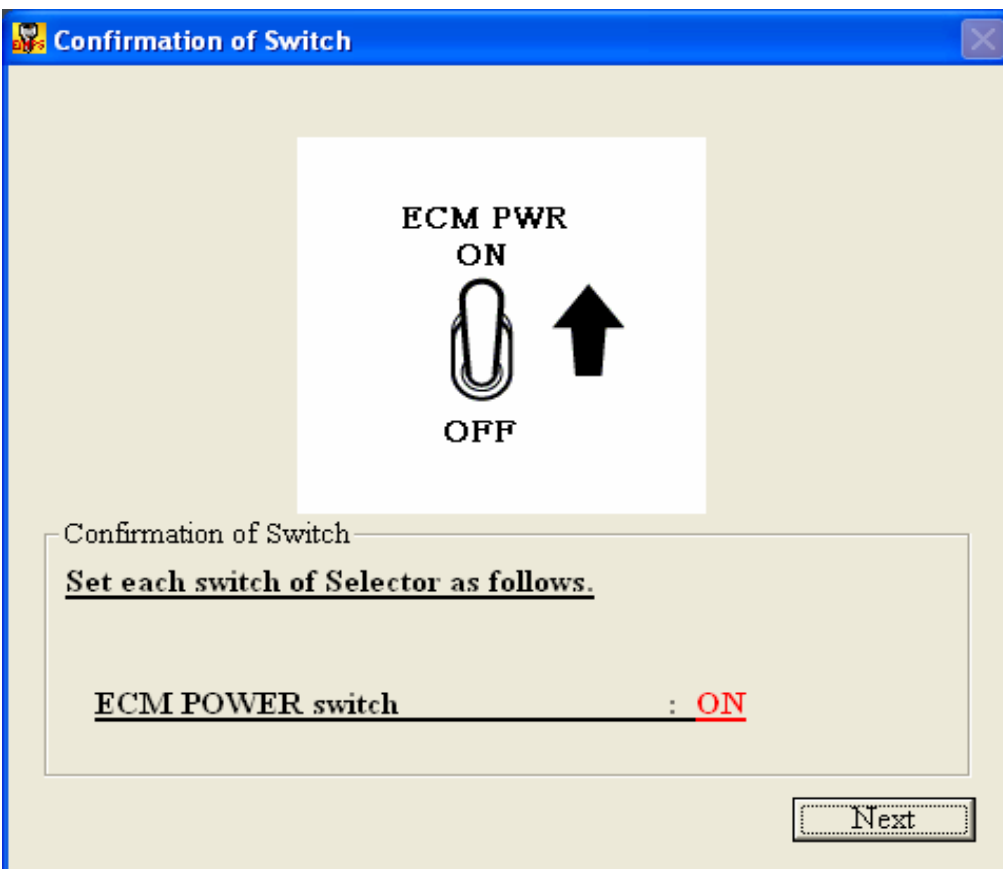 Confirmation of Switch
ECM PWR
ON
OFF
Confirmation of Switch
Set each switch of Selector as follows.
ECM POWER switch : ON
Next